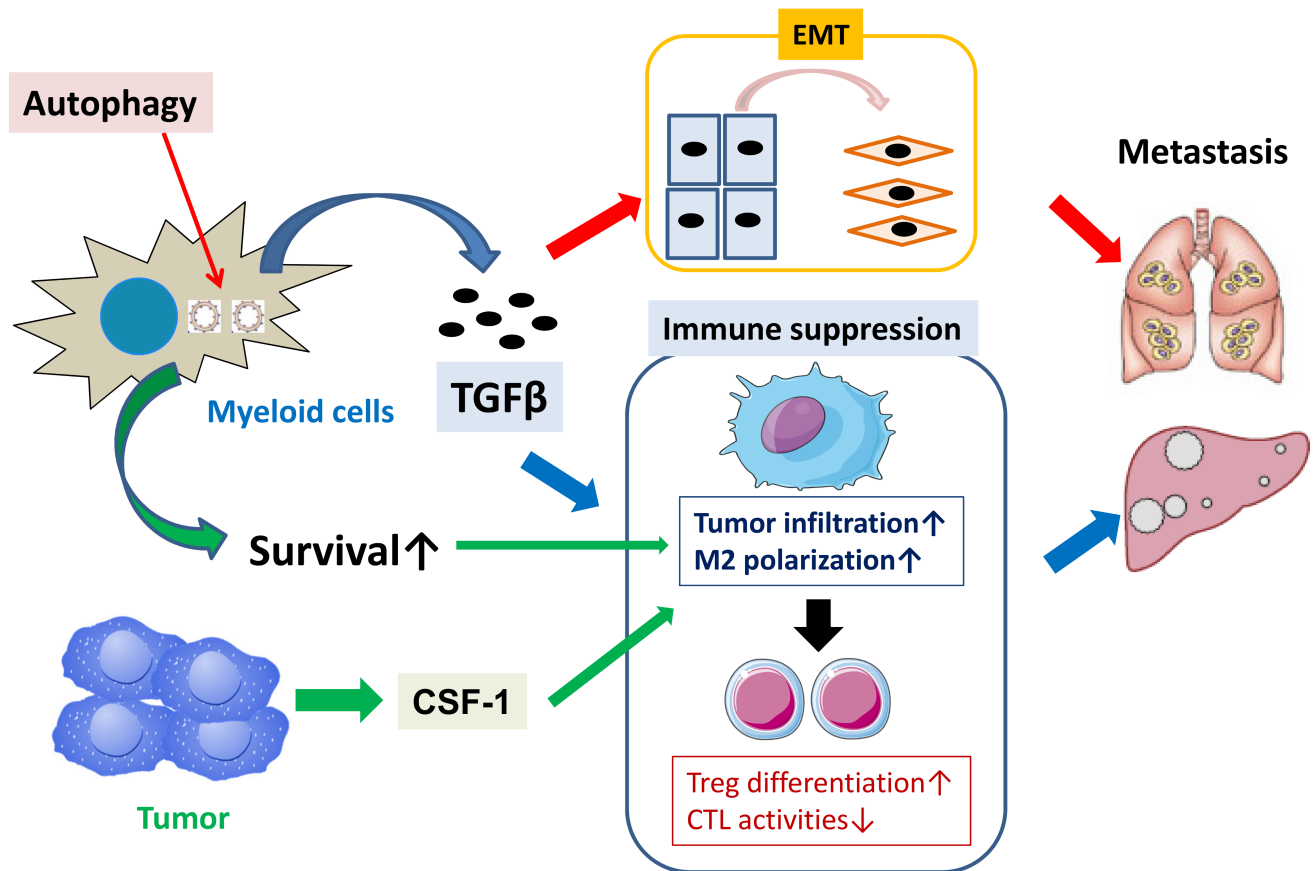 EMT
Autophagy
Metastasis
Immune suppression
TGFβ
Myeloid cells
Tumor infiltration↑
M2 polarization↑
Survival↑
CSF-1
Treg differentiation↑
CTL activities↓
Tumor